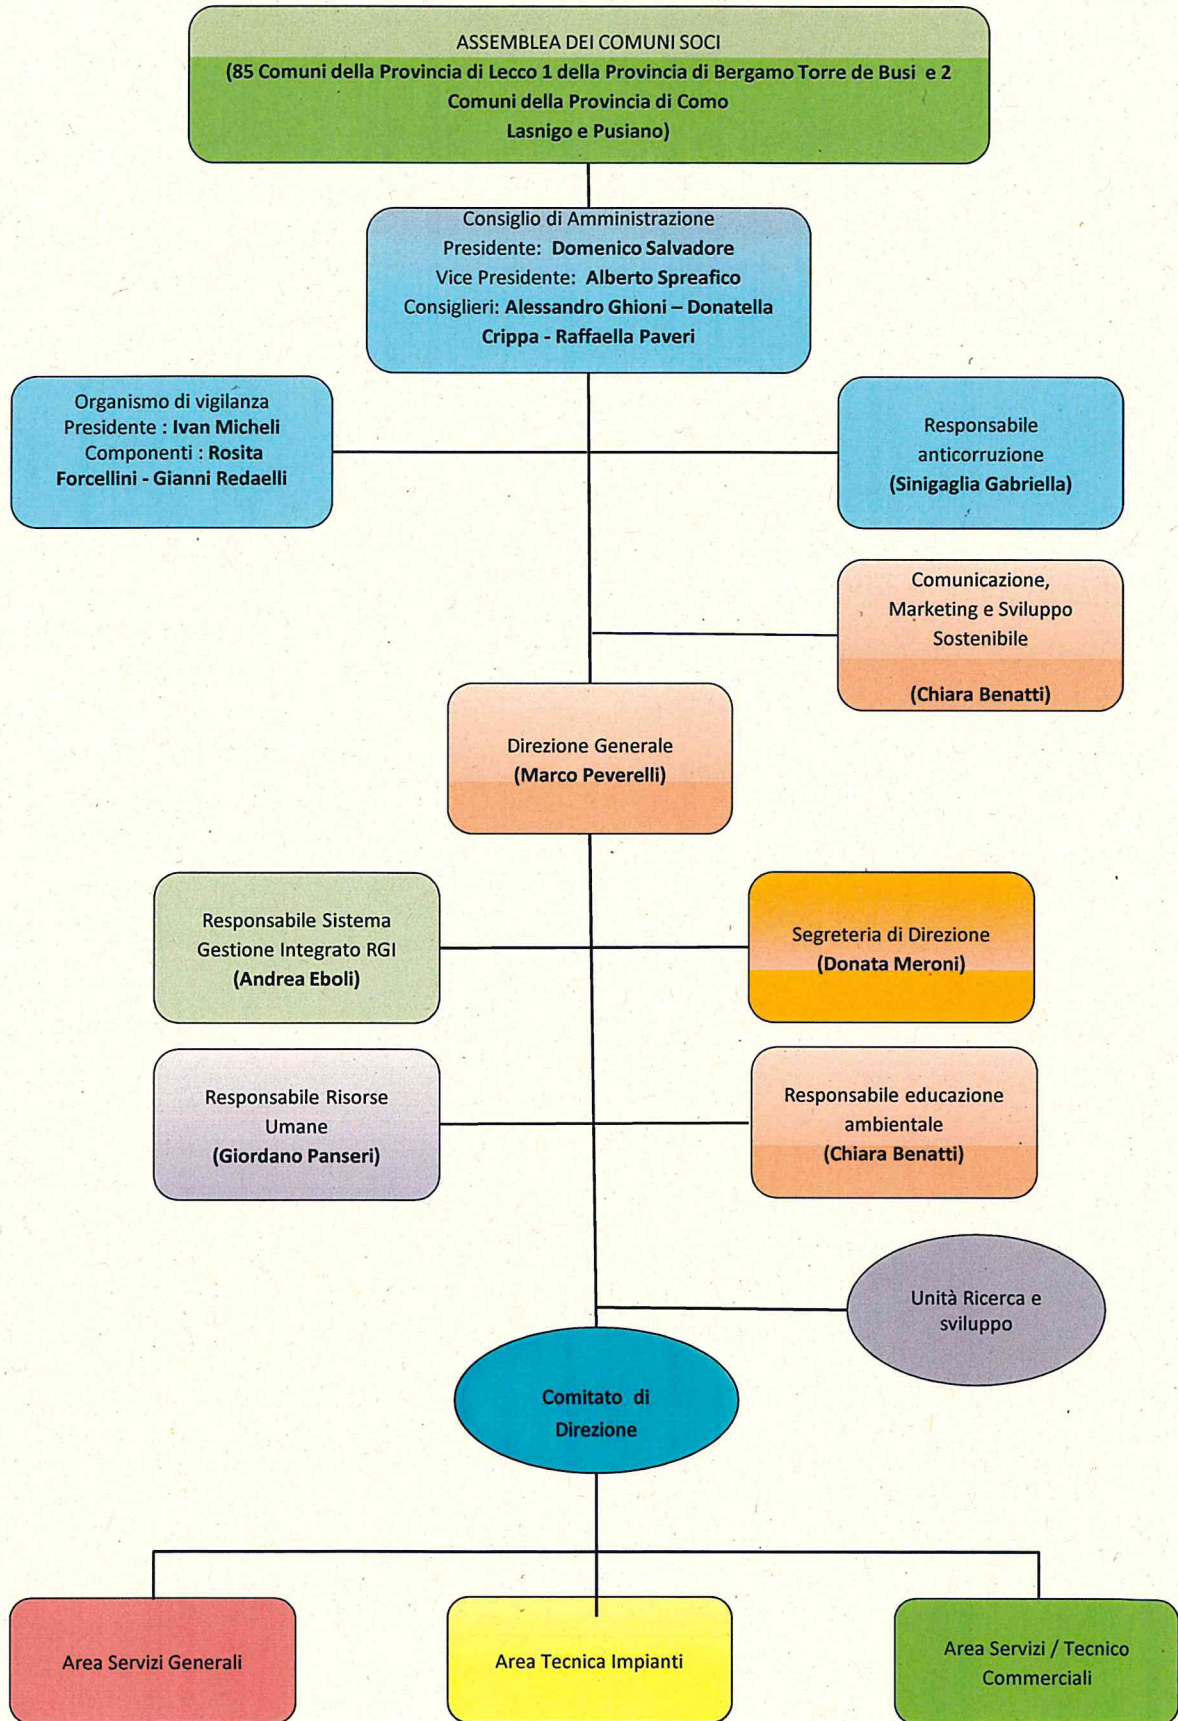 ASSEMBLEA DEI COMUNI SOCI
(85 Comuni della Provincia di Lecco 1 della Provincia di Bergamo Torre de Busi e 2
Comuni della Provincia di Como
Lasnigo e Pusiano)
Consiglio di Amministrazione
Presidente: Domenico Salvadore
Vice Presidente: Alberto Spreafico
Consiglieri: Alessandro Ghioni – Donatella
Crippa - Raffaella Paveri
Organismo di vigilanza
Presidente : Ivan Micheli
Componenti : Rosita
Forcellini - Gianni Redaelli
Responsabile
anticorruzione
(Sinigaglia Gabriella)
Comunicazione,
Marketing e Sviluppo
Sostenibile
(Chiara Benatti)
Direzione Generale
(Marco Peverelli)
Responsabile Sistema
Gestione Integrato RGI
(Andrea Eboli)
Segreteria di Direzione
(Donata Meroni)
Responsabile Risorse
Umane
(Giordano Panseri)
Responsabile educazione
ambientale
(Chiara Benatti)
Unità Ricerca e
sviluppo
Comitato di
Direzione
Area Servizi Generali
Area Tecnica Impianti
Area Servizi / Tecnico
Commerciali